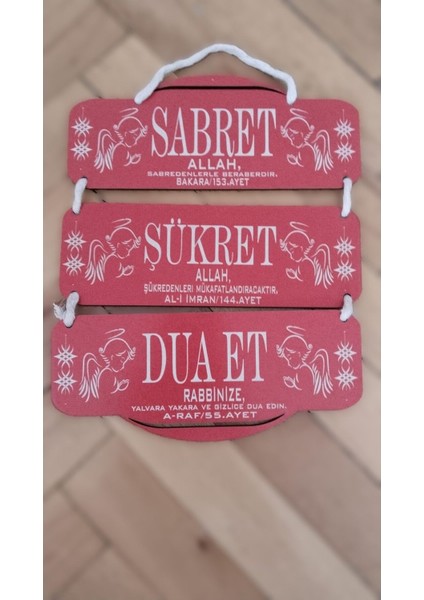 SABRET
ALLAH,
SABREDENLERLE BERABERDİR.
BAKARA/153.AYET
ŞÜKRET
ALLAH,
ŞÜKREDENLERİ MÜKAFATLANDIRACAKTIR.
AL-İ İMRAN/144.AYET
DUA ET
RABBİNİZE,
YALVARA YAKARA VE GİZLİCE DUA EDİN.
A-RAF/55.AYET